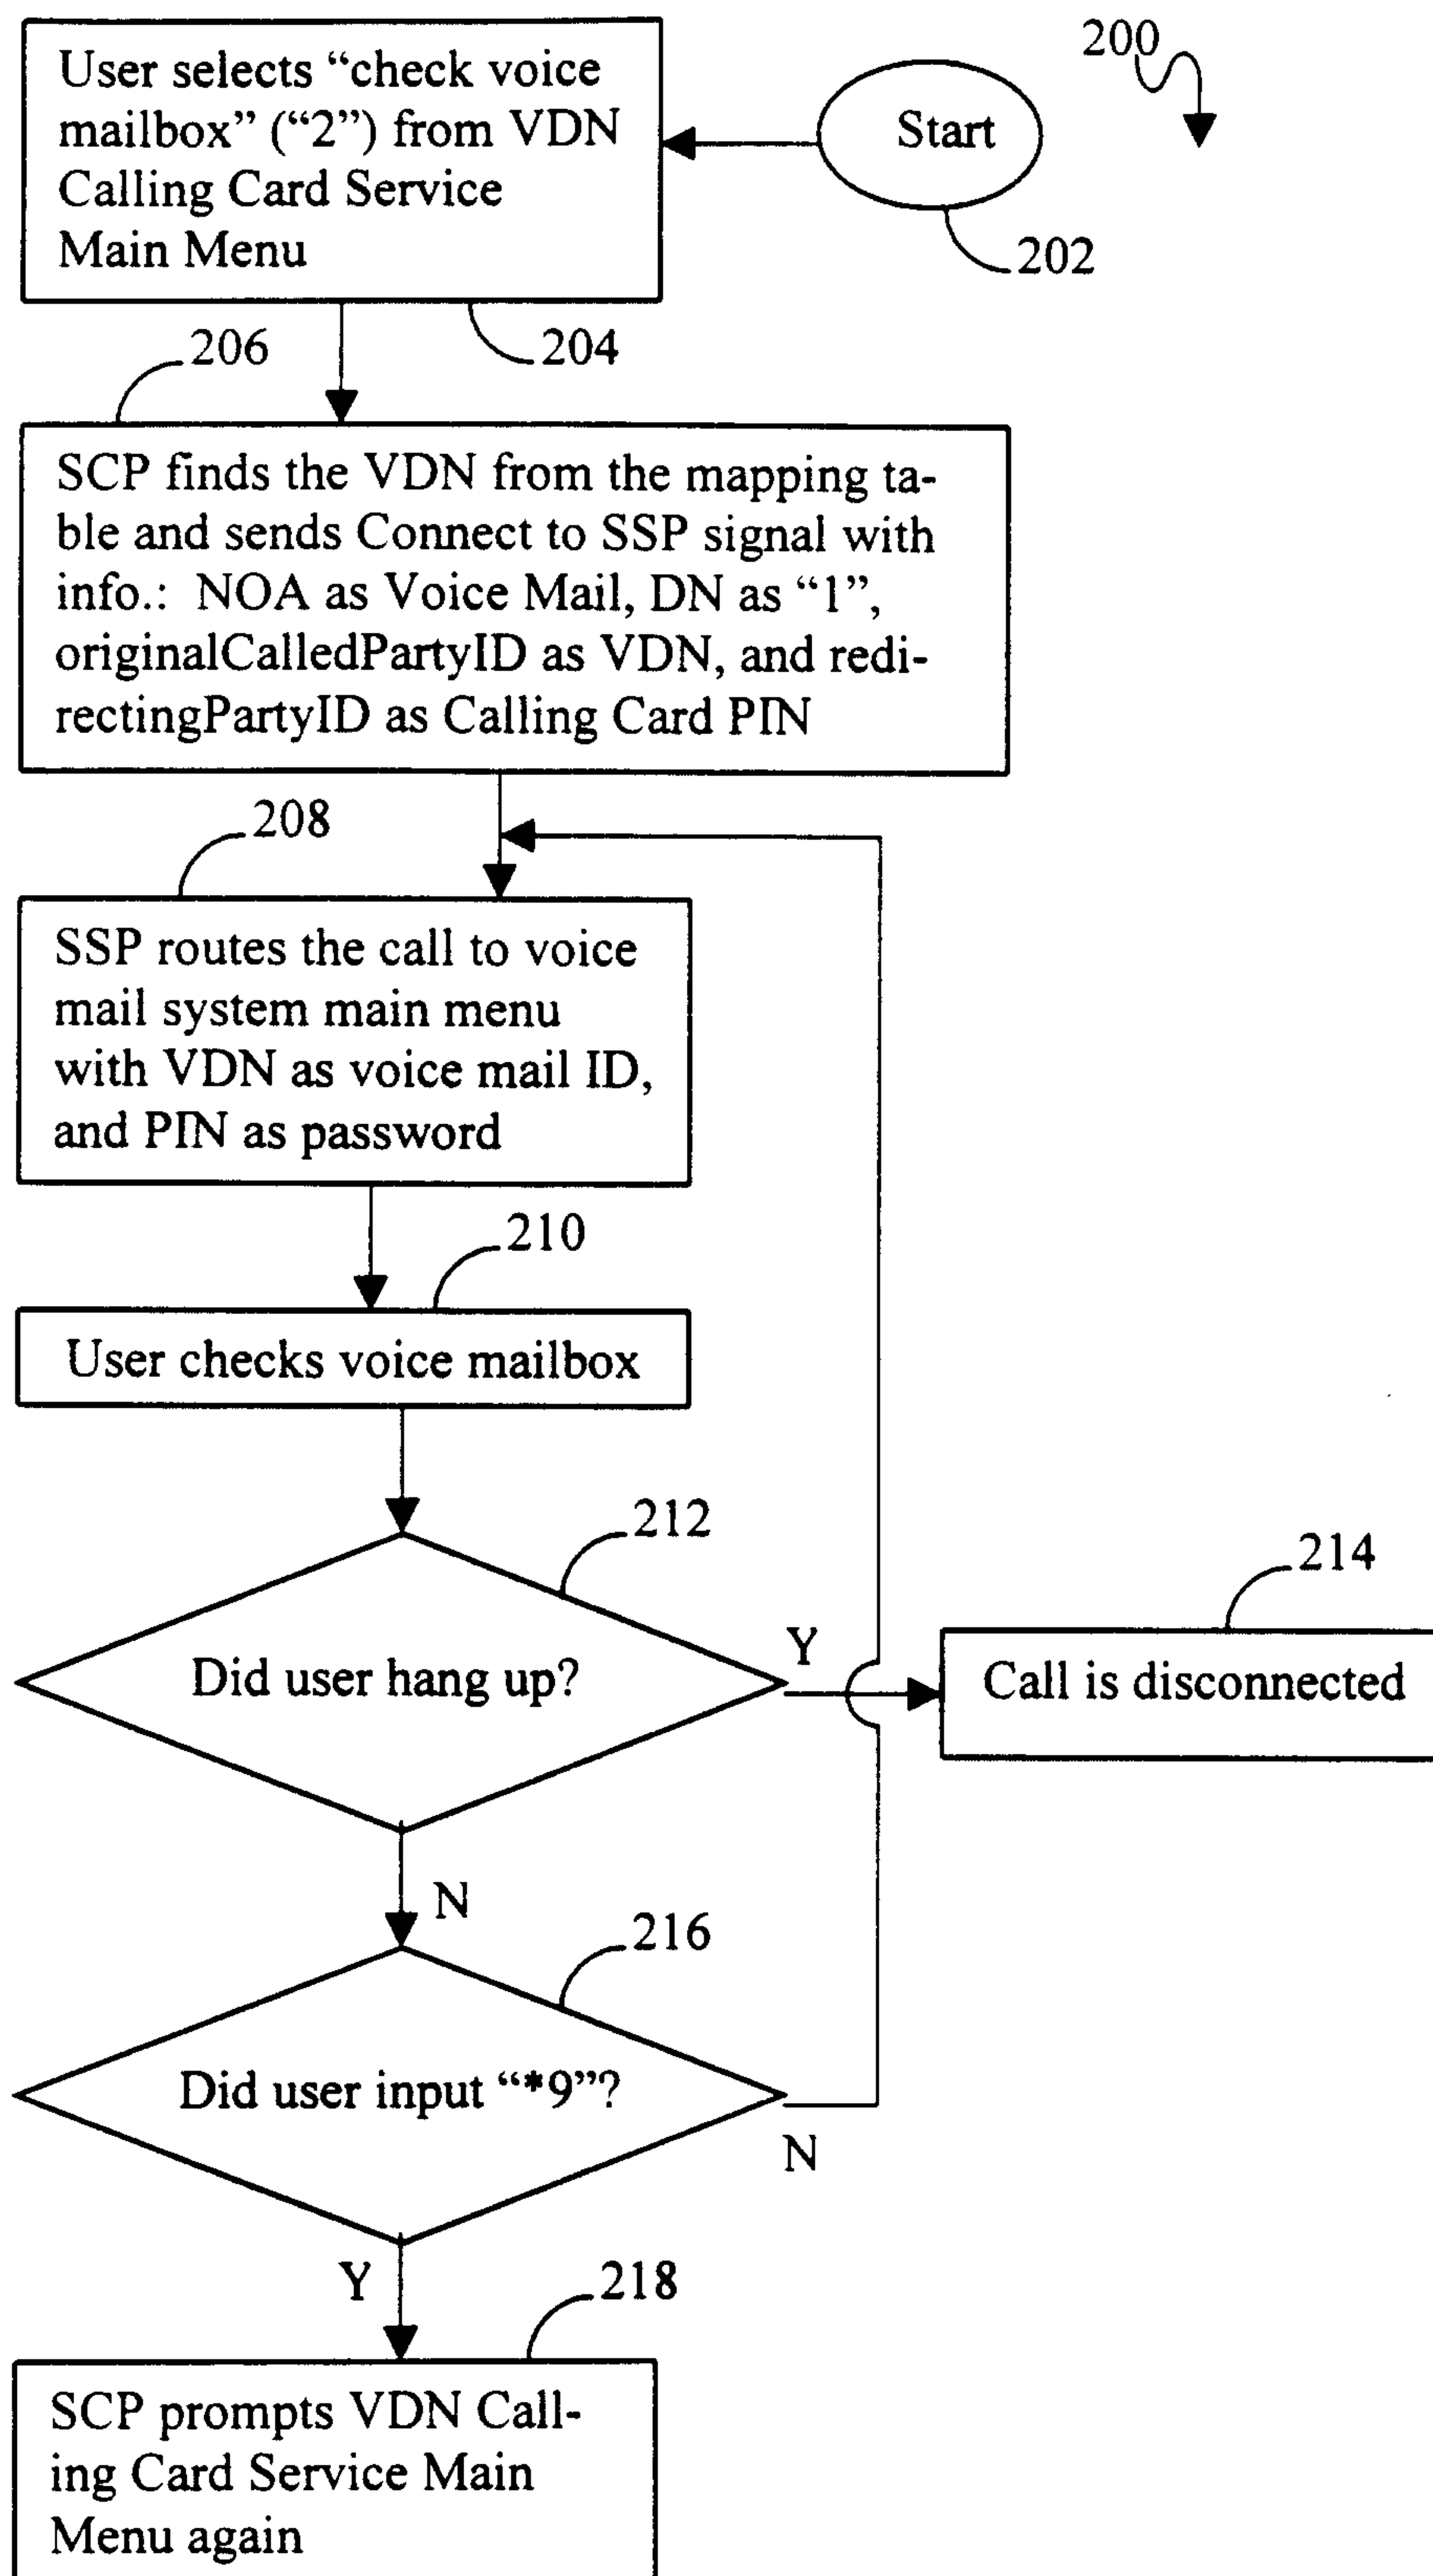 200
Start
202
User selects “check voice
mailbox” (“2”) from VDN
Calling Card Service
Main Menu
204
206
SCP finds the VDN from the mapping ta-
ble and sends Connect to SSP signal with
info.: NOA as Voice Mail, DN as “1”,
originalCalledPartyID as VDN, and redi-
rectingPartyID as Calling Card PIN
208
SSP routes the call to voice
mail system main menu
with VDN as voice mail ID,
and PIN as password
210
User checks voice mailbox
212
Did user hang up?
Y
214
Call is disconnected
N
216
Did user input “*9”?
N
Y
218
SCP prompts VDN Call-
ing Card Service Main
Menu again